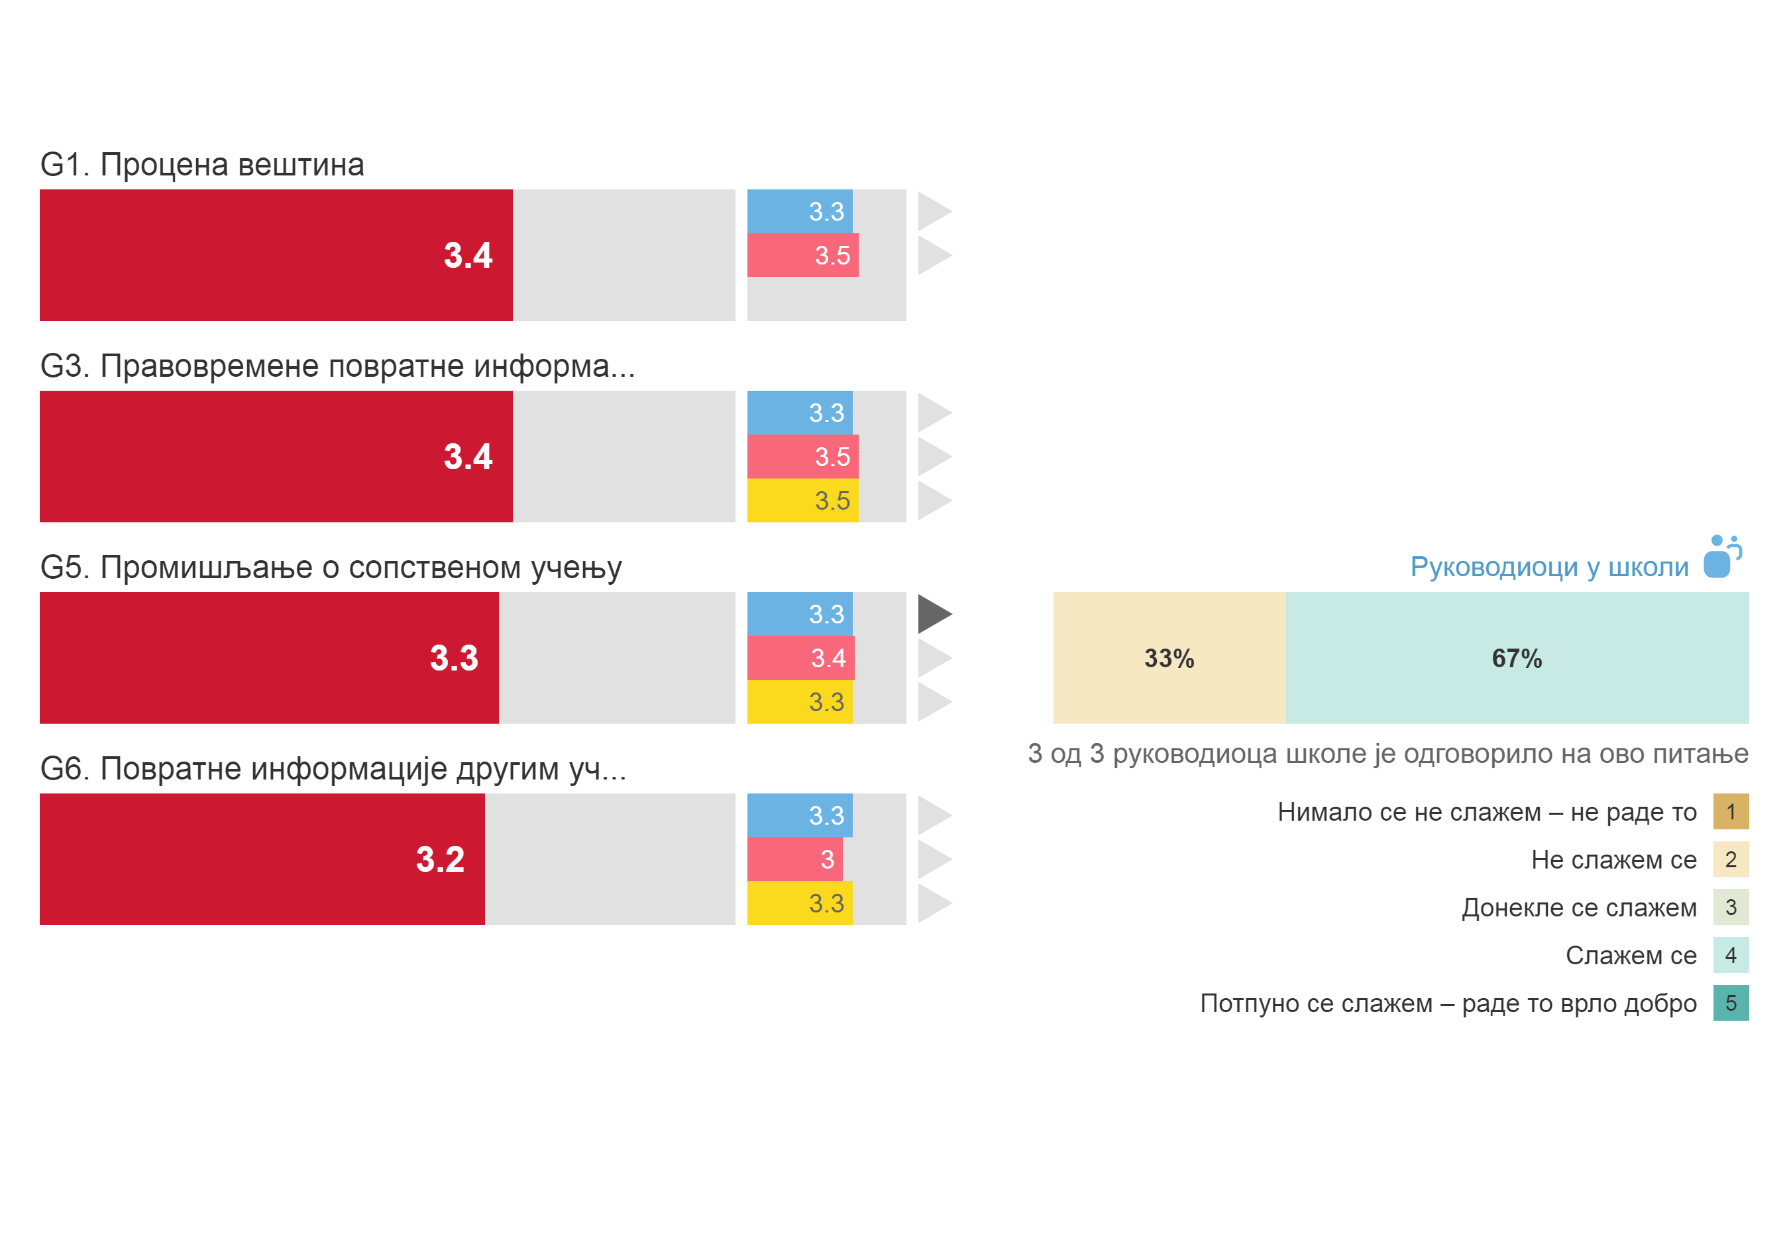 G1. Процена вештина
3.4
3.3
3.5
G3. Правовремене повратне информа...
3.4
3.3
3.5
3.5
G5. Промишљање о сопственом учењу
3.3
3.3
3.4
3.3
G6. Повратне информације другим уч...
3.2
3.3
3
3.3
Руководиоци у школи
33% 67%
3 од 3 руководиоца школе је одговорило на ово питање
Нимало се не слажем – не раде то 1
Не слажем се 2
Донекле се слажем 3
Слажем се 4
Потпуно се слажем – раде то врло добро 5